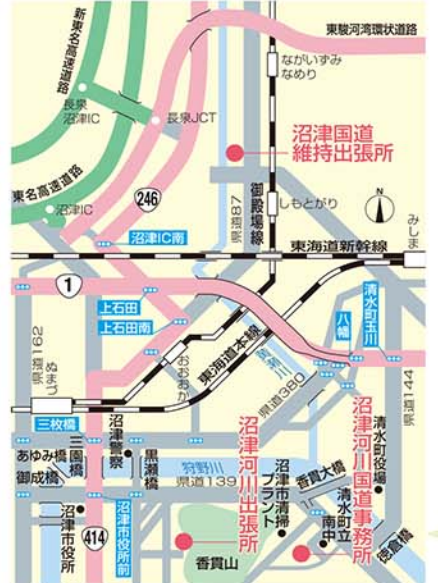 新東名高速道路
東駿河湾環状道路
ながいずみ
なめり
長泉
沼津IC
長泉JCT
沼津国道
維持出張所
東名高速道路
246
御殿場線
県道87
しもとがり
N
沼津IC
沼津IC南
みしま
東海道新幹線
1
上石田
上石田南
清水町玉川
八幡
県道162
ぬまづ
おおおか
東海道本線
黄瀬川
県道380
県道144
三枚橋
あゆみ橋
御成橋
三園橋
沼津警察
黒瀬橋
狩野川
県道139
沼津河川出張所
沼津市清掃
プラント
香貫大橋
沼津河川国道事務所
清水町役場
清水町立
南中
徳倉橋
沼津市役所
414
沼津市役所前
香貫山